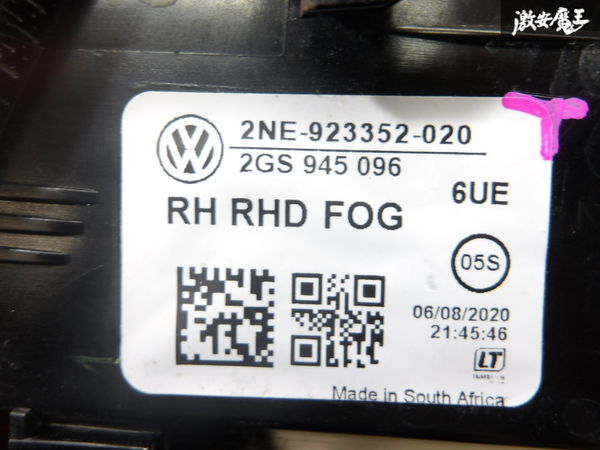 激安魔王
2NE-923352-020
2GS 945 096
6UE
RH RHD FOG
05S
06/08/2020
21:45:46
LT
Made in South Africa